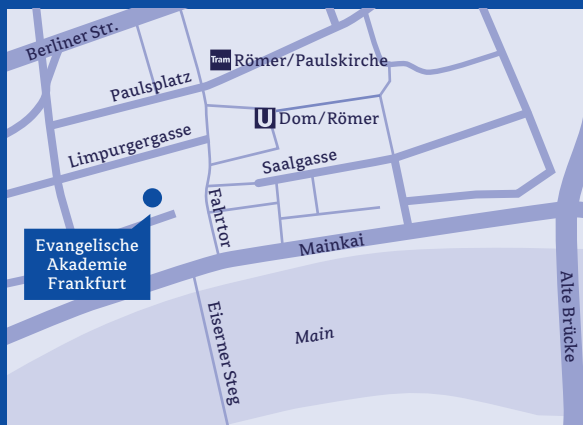 Berliner Str.
Tram Römer/Paulskirche
Paulsplatz
U Dom/Römer
Limpurgergasse
Saalgasse
Fahrtor
Evangelische
Akademie
Frankfurt
Mainkai
Alte Brücke
Eiserner Steg
Main